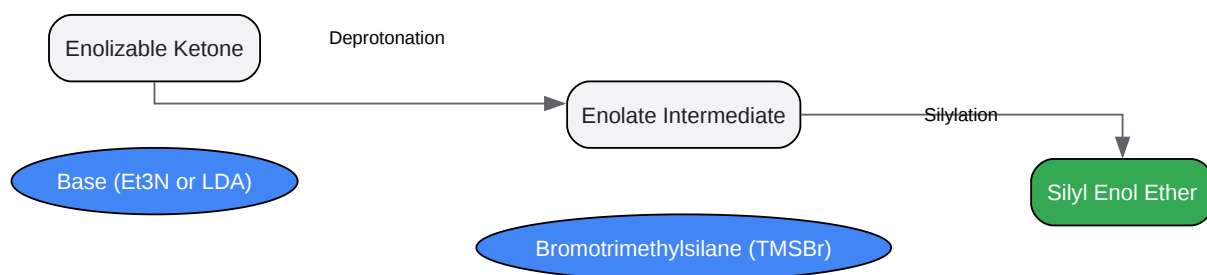 Enolizable Ketone
Deprotonation
Enolate Intermediate
Silylation
Base (Et3N or LDA)
Silyl Enol Ether
Bromotrimethylsilane (TMSBr)